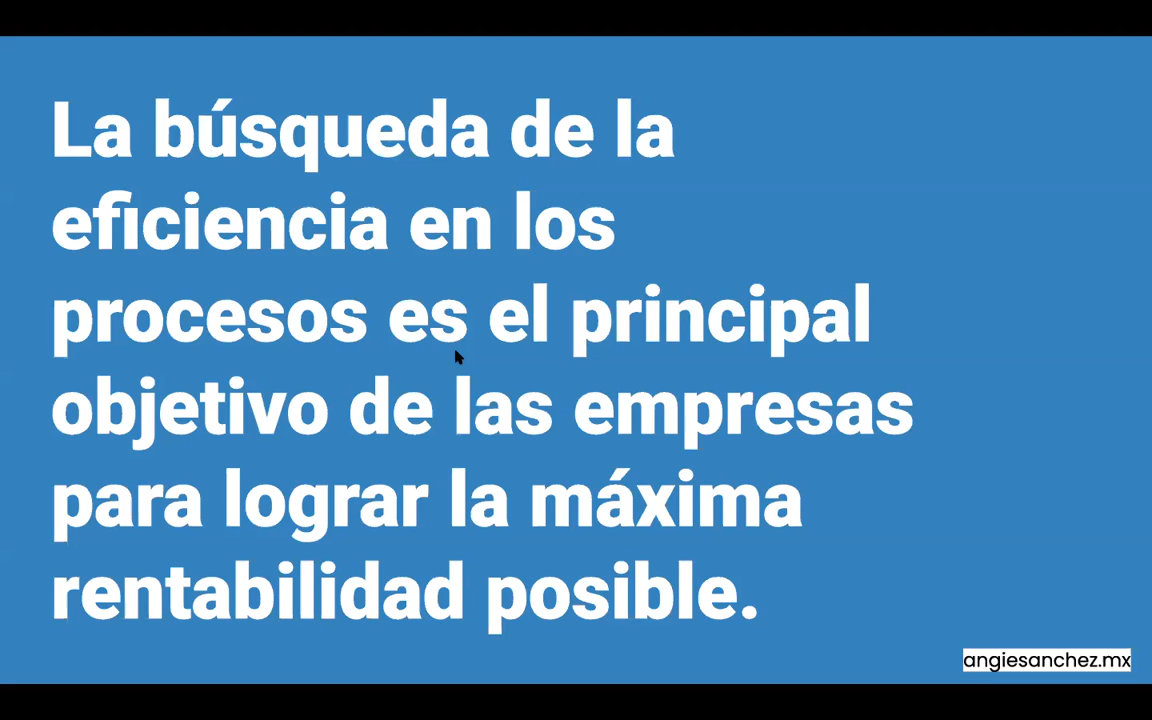 La búsqueda de la
eficiencia en los
procesos es el principal
objetivo de las empresas
para lograr la máxima
rentabilidad posible.
angiesanchez.mx